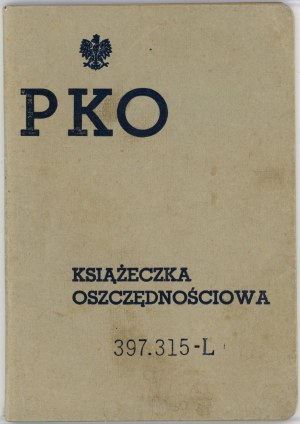 PKO
KSIĄŻECZKA
OSZCZĘDNOŚCIOWA
397.315-L